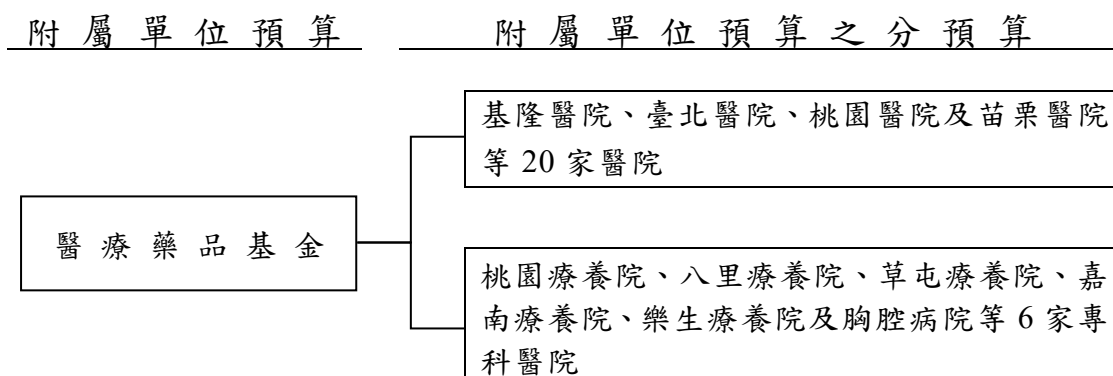 附屬單位預算
附屬單位預算之分預算
基隆醫院、臺北醫院、桃園醫院及苗栗醫院
等 20 家醫院
醫療藥品基金
桃園療養院、八里療養院、草屯療養院、嘉
南療養院、樂生療養院及胸腔病院等 6 家專
科醫院